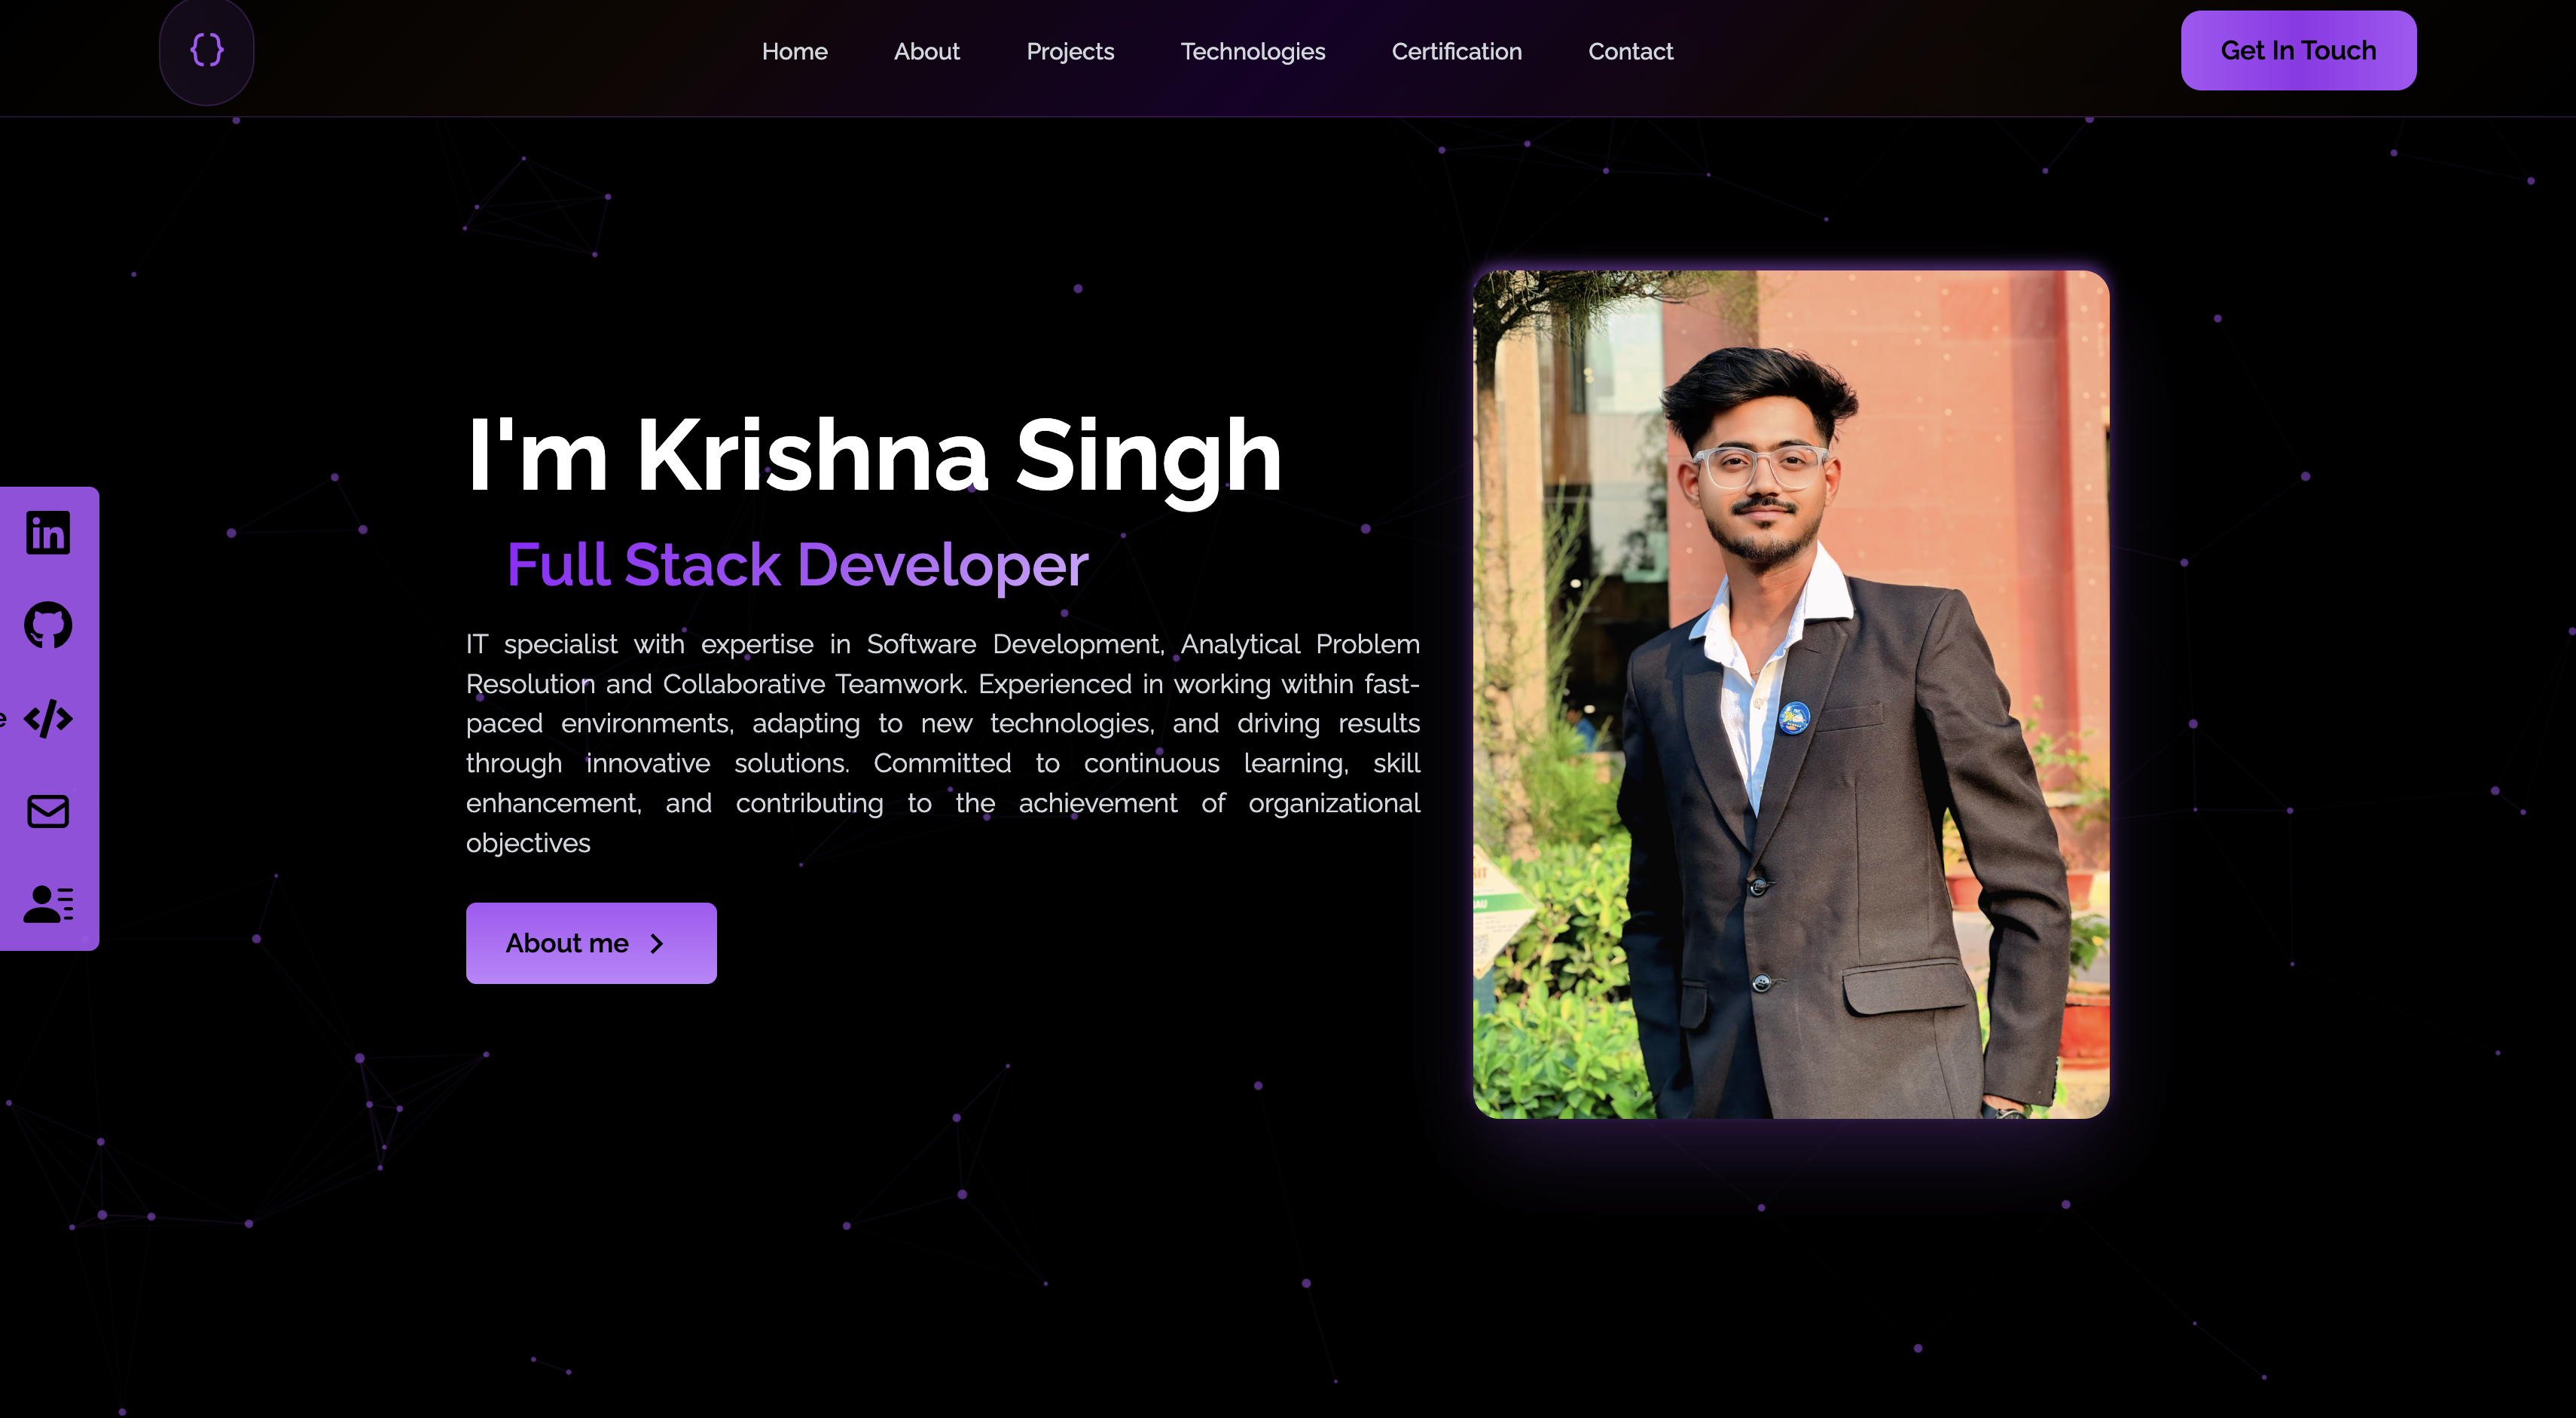 {}
Home
About
Projects
Technologies
Certification
Contact
Get In Touch
I'm Krishna Singh
Full Stack Developer
IT specialist with expertise in Software Development, Analytical Problem
Resolution and Collaborative Teamwork. Experienced in working within fast-
paced environments, adapting to new technologies, and driving results
through innovative solutions. Committed to continuous learning, skill
enhancement, and contributing to the achievement of organizational
objectives
About me
in
e </>